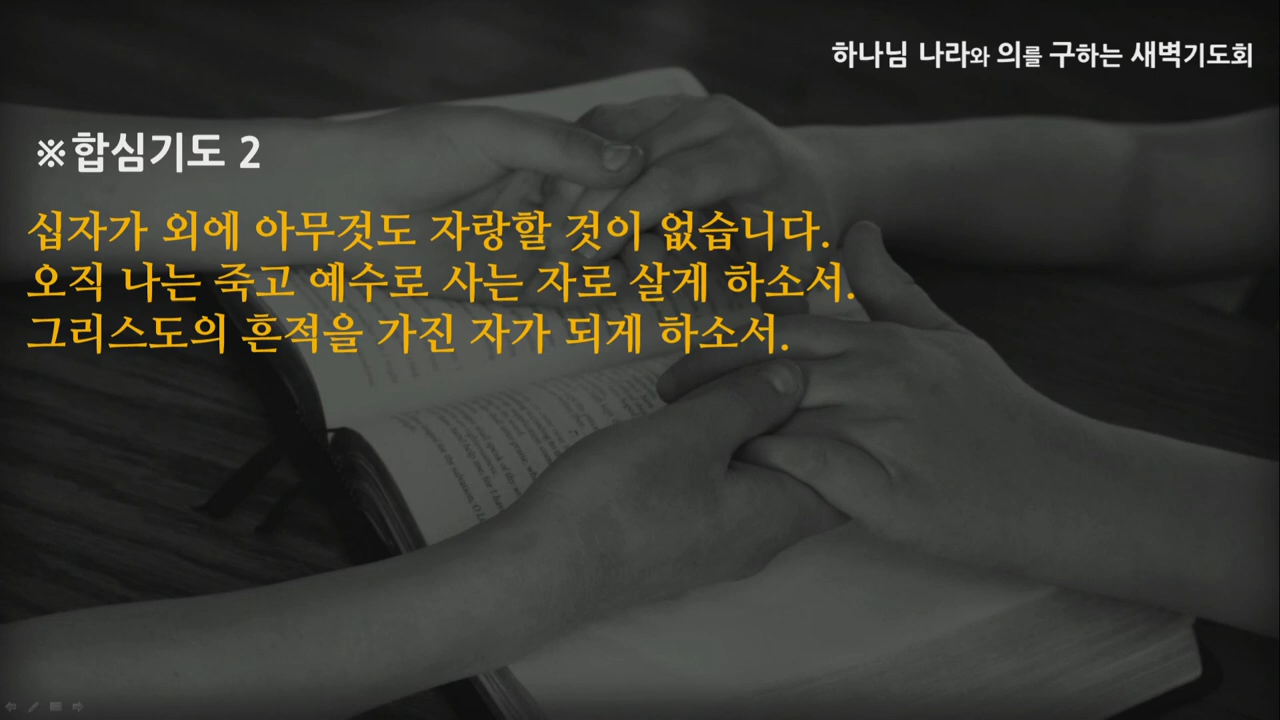 하나님 나라와 의를 구하는 새벽기도회
※합심기도 2
십자가 외에 아무것도 자랑할 것이 없습니다.
오직 나는 죽고 예수로 사는 자로 살게 하소서.
그리스도의 흔적을 가진 자가 되게 하소서.